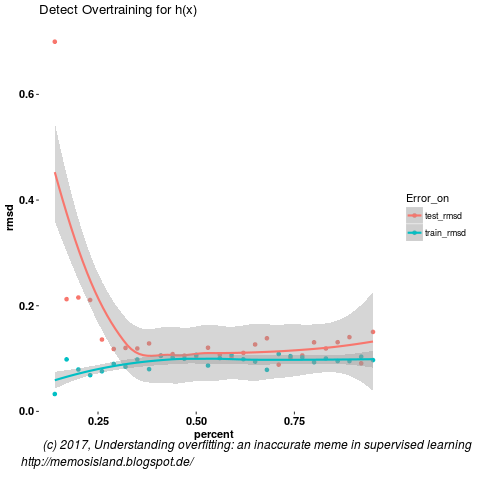 Detect Overtraining for h(x)
0.6
0.4
0.2
0.0
rmsd
0.25
0.50
0.75
percent
Error_on
test_rmsd
train_rmsd
(c) 2017, Understanding overfitting: an inaccurate meme in supervised learning
http://memosisland.blogspot.de/